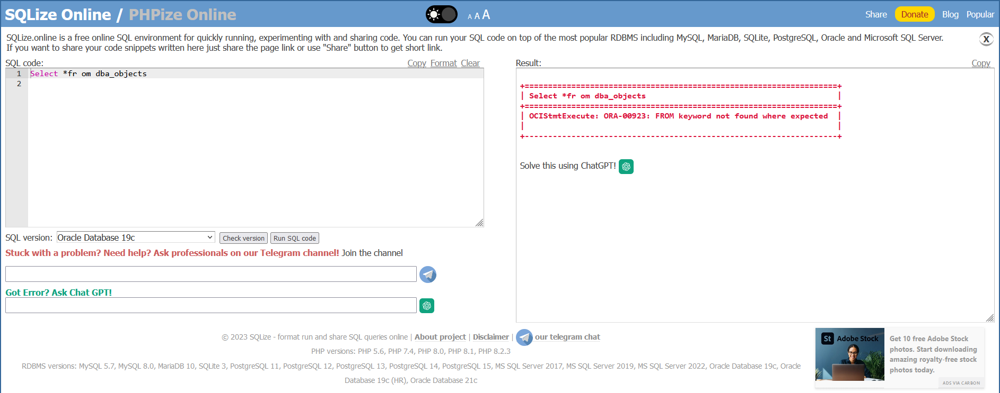 SQLize Online / PHPize Online
A A A
Share Donate Blog Popular
SQLize.online is a free online SQL environment for quickly running, experimenting with and sharing code. You can run your SQL code on top of the most popular RDBMS including MySQL, MariaDB, SQLite, PostgreSQL, Oracle and Microsoft SQL Server.
If you want to share your code snippets written here just share the page link or use "Share" button to get short link.
X
SQL code: Copy Format Clear
1 Select *fr om dba_objects
2
SQL version: Oracle Database 19c Check version Run SQL code
Stuck with a problem? Need help? Ask professionals on our Telegram channel! Join the channel
Got Error? Ask Chat GPT!
Result: Copy
+===================================================================+
| Select *fr om dba_objects |
+===================================================================+
| OCIStmtExecute: ORA-00923: FROM keyword not found where expected |
| |
+-------------------------------------------------------------------+
Solve this using ChatGPT!
© 2023 SQLize - format run and share SQL queries online | About project | Disclaimer | our telegram chat
PHP versions: PHP 5.6, PHP 7.4, PHP 8.0, PHP 8.1, PHP 8.2.3
RDBMS versions: MySQL 5.7, MySQL 8.0, MariaDB 10, SQLite 3, PostgreSQL 11, PostgreSQL 12, PostgreSQL 13, PostgreSQL 14, PostgreSQL 15, MS SQL Server 2017, MS SQL Server 2019, MS SQL Server 2022, Oracle Database 19c, Oracle
Database 19c (HR), Oracle Database 21c
St Adobe Stock
Get 10 free Adobe Stock
photos. Start downloading
amazing royalty-free stock
photos today.
ADS VIA CARBON